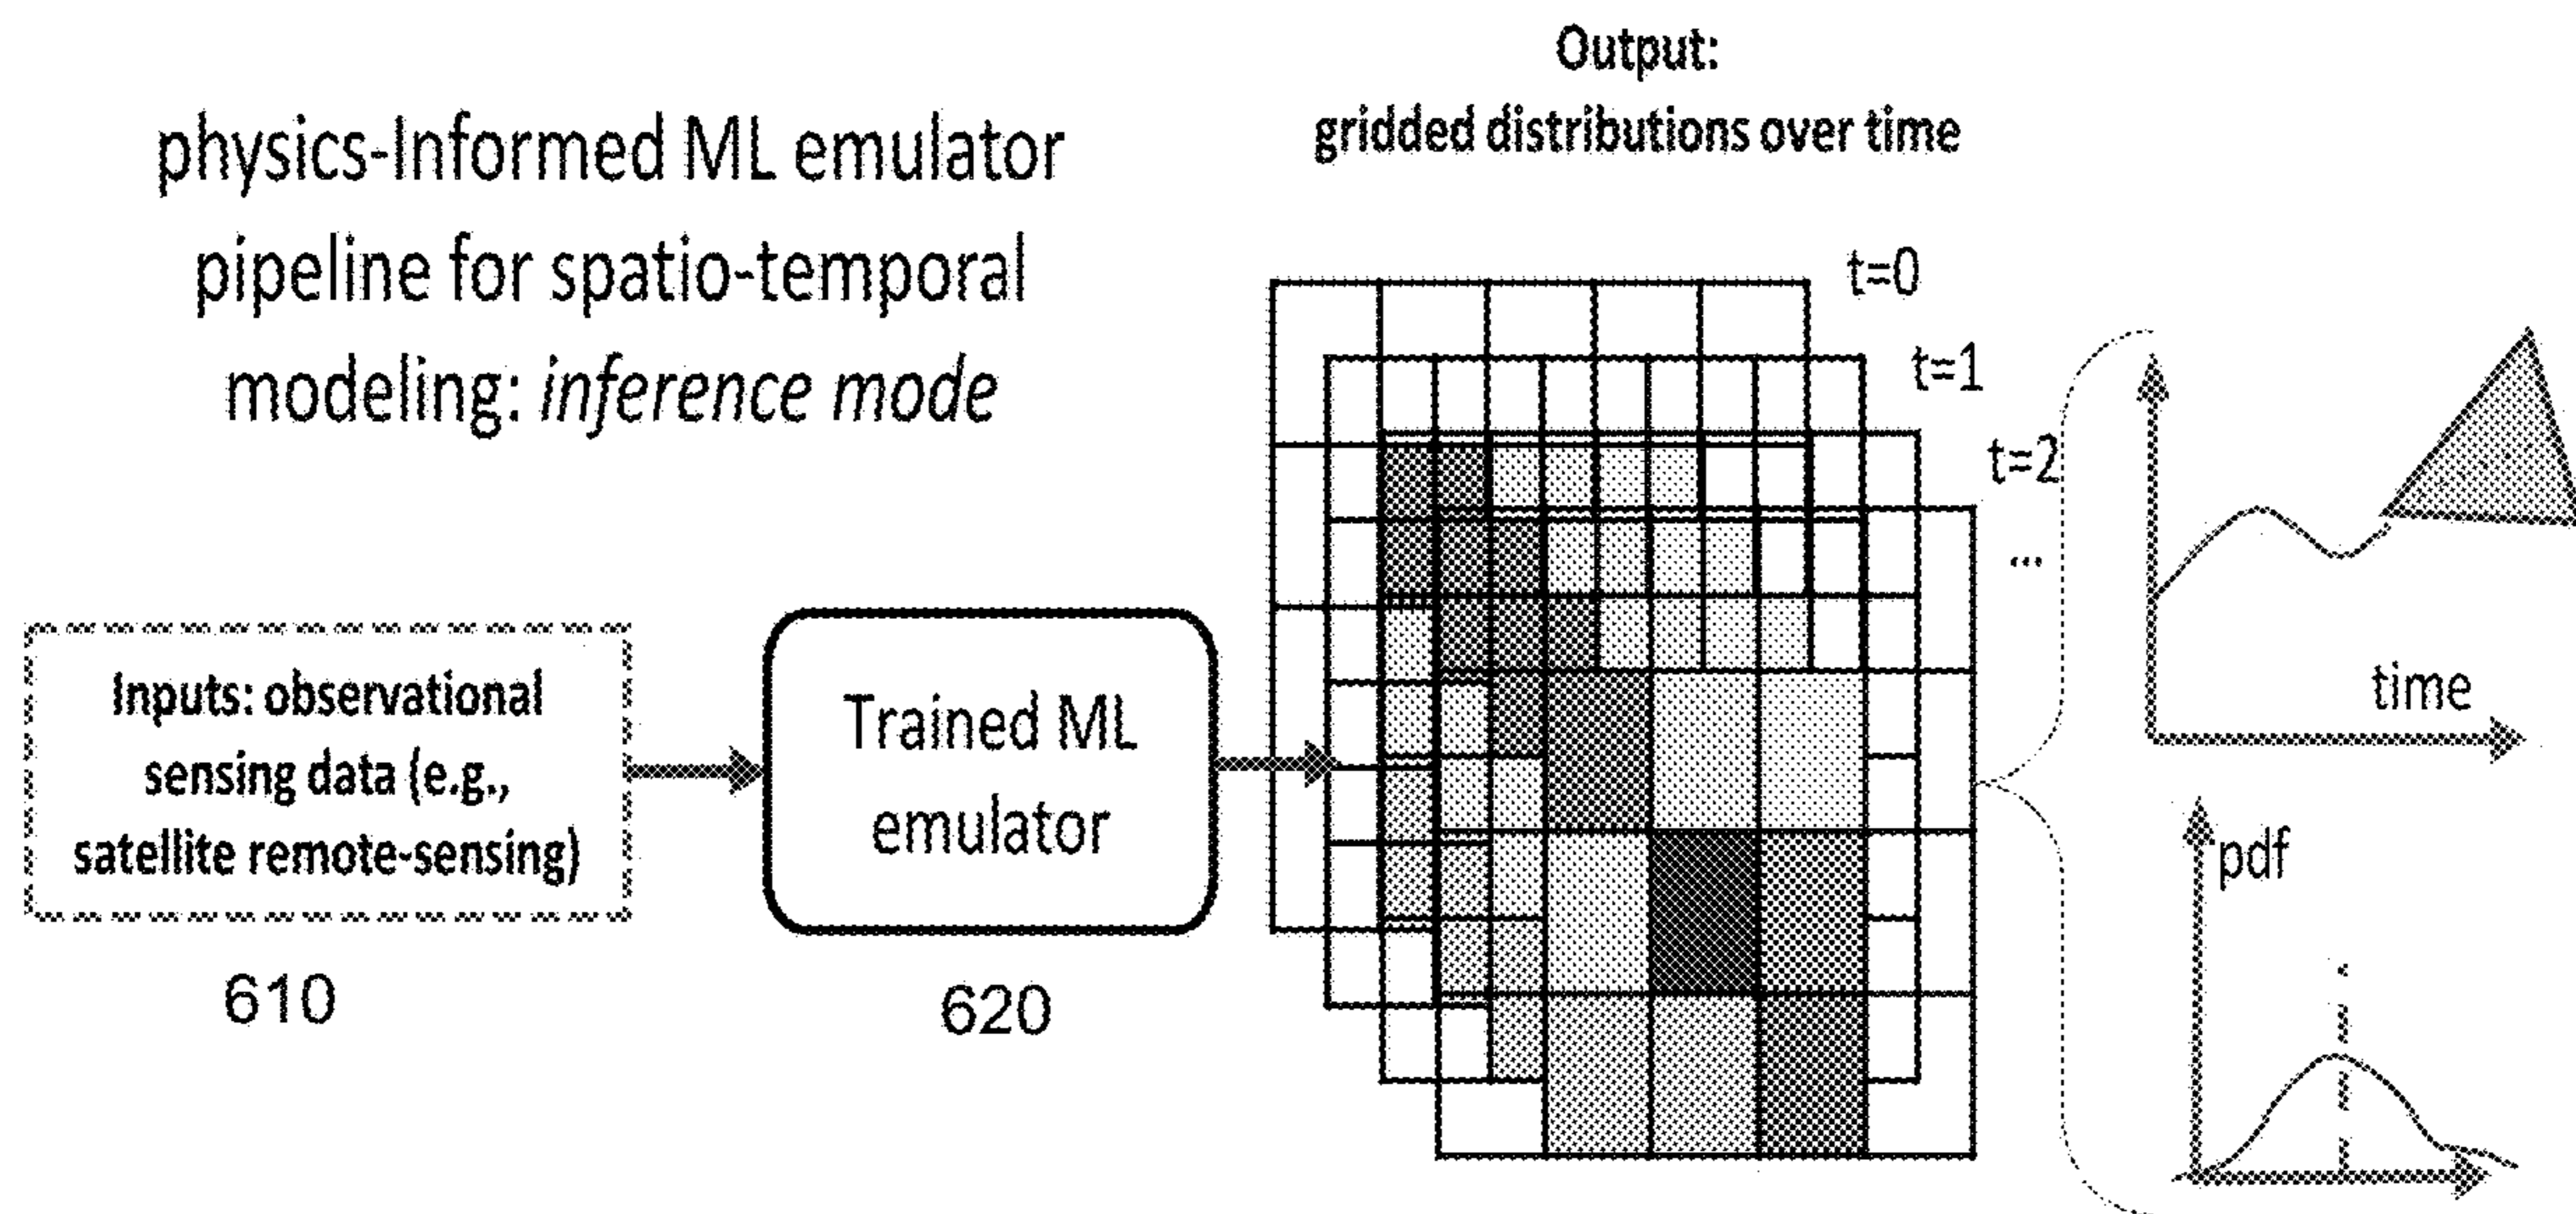 physics-Informed ML emulator
pipeline for spatio-temporal
modeling: inference mode
Output:
gridded distributions over time
t=0
t=1
t=2
...
Inputs: observational
sensing data (e.g.,
satellite remote-sensing)
610
Trained ML
emulator
620
time
pdf